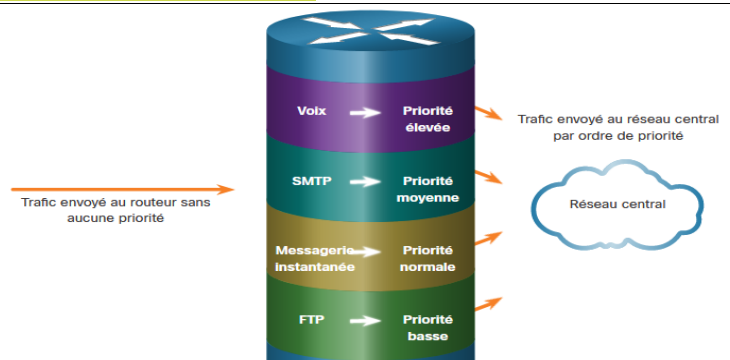 Trafic envoyé au routeur sans
aucune priorité
Voix
Priorité
élevée
SMTP
Priorité
moyenne
Messagerie
instantanée
Priorité
normale
FTP
Priorité
basse
Trafic envoyé au réseau central
par ordre de priorité
Réseau central